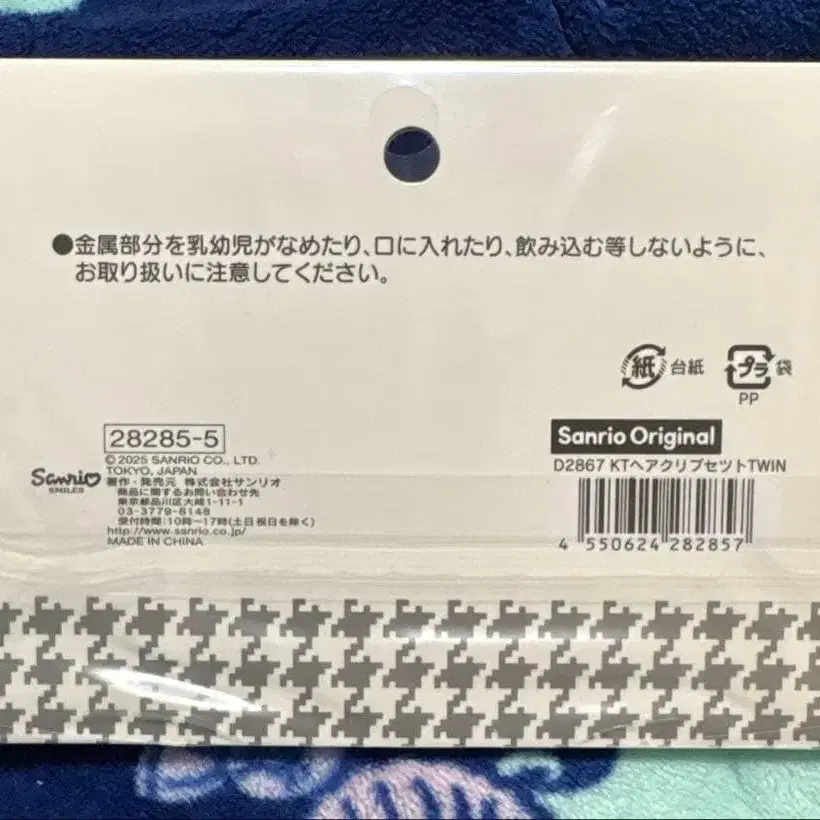 ●金属部分を乳幼児がなめたり、口に入れたり、飲み込む等しないように、
お取り扱いに注意してください。
紙 台紙
プラ 袋
PP
28285-5
©2025 SANRIO CO., LTD.
TOKYO, JAPAN
Sanrio
SMILES
著作・発売元 株式会社サンリオ
商品に関するお問い合わせ先
東京都品川区大崎1-11-1
03-3779-8148
受付時間:10時〜17時(土日祝日を除く)
http://www.sanrio.co.jp/
MADE IN CHINA
Sanrio Original
D2867 KTヘアクリプセットTWIN
4 550624 282857